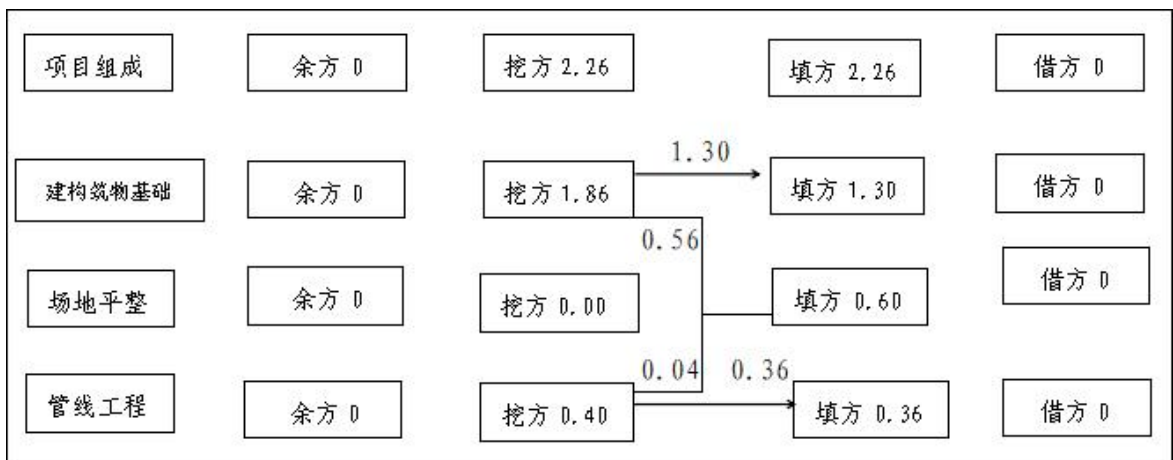 项目组成 余方 0 挖方 2.26 填方 2.26 借方 0
1.30
建构筑物基础 余方 0 挖方 1.86 填方 1.30 借方 0
0.56
场地平整 余方 0 挖方 0.00 填方 0.60 借方 0
0.04 0.36
管线工程 余方 0 挖方 0.40 填方 0.36 借方 0